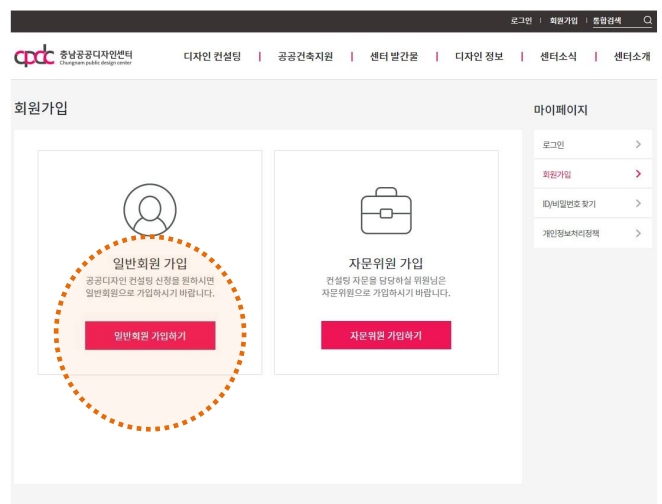 로그인 | 회원가입 | 통합검색
cpdc 충남공공디자인센터
Chungnam public design center
디자인 컨설팅 | 공공건축지원 | 센터 발간물 | 디자인 정보 | 센터소식 | 센터소개
회원가입
일반회원 가입
공공디자인 컨설팅 신청을 원하시면
일반회원으로 가입하시기 바랍니다.
일반회원 가입하기
자문위원 가입
컨설팅 자문을 담당하실 위원님은
자문위원으로 가입하시기 바랍니다.
자문위원 가입하기
마이페이지
로그인
회원가입
ID/비밀번호 찾기
개인정보처리정책